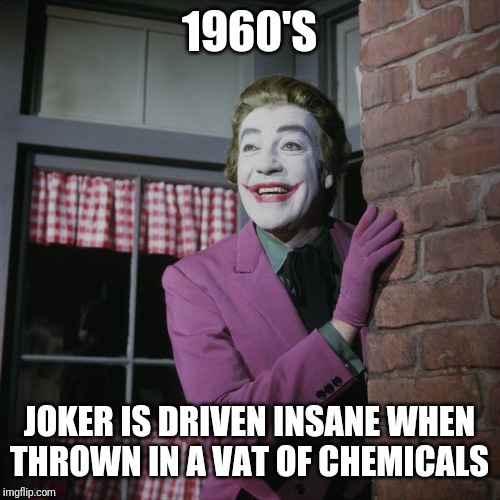 1960'S
JOKER IS DRIVEN INSANE WHEN
THROWN IN A VAT OF CHEMICALS
imgflip.com